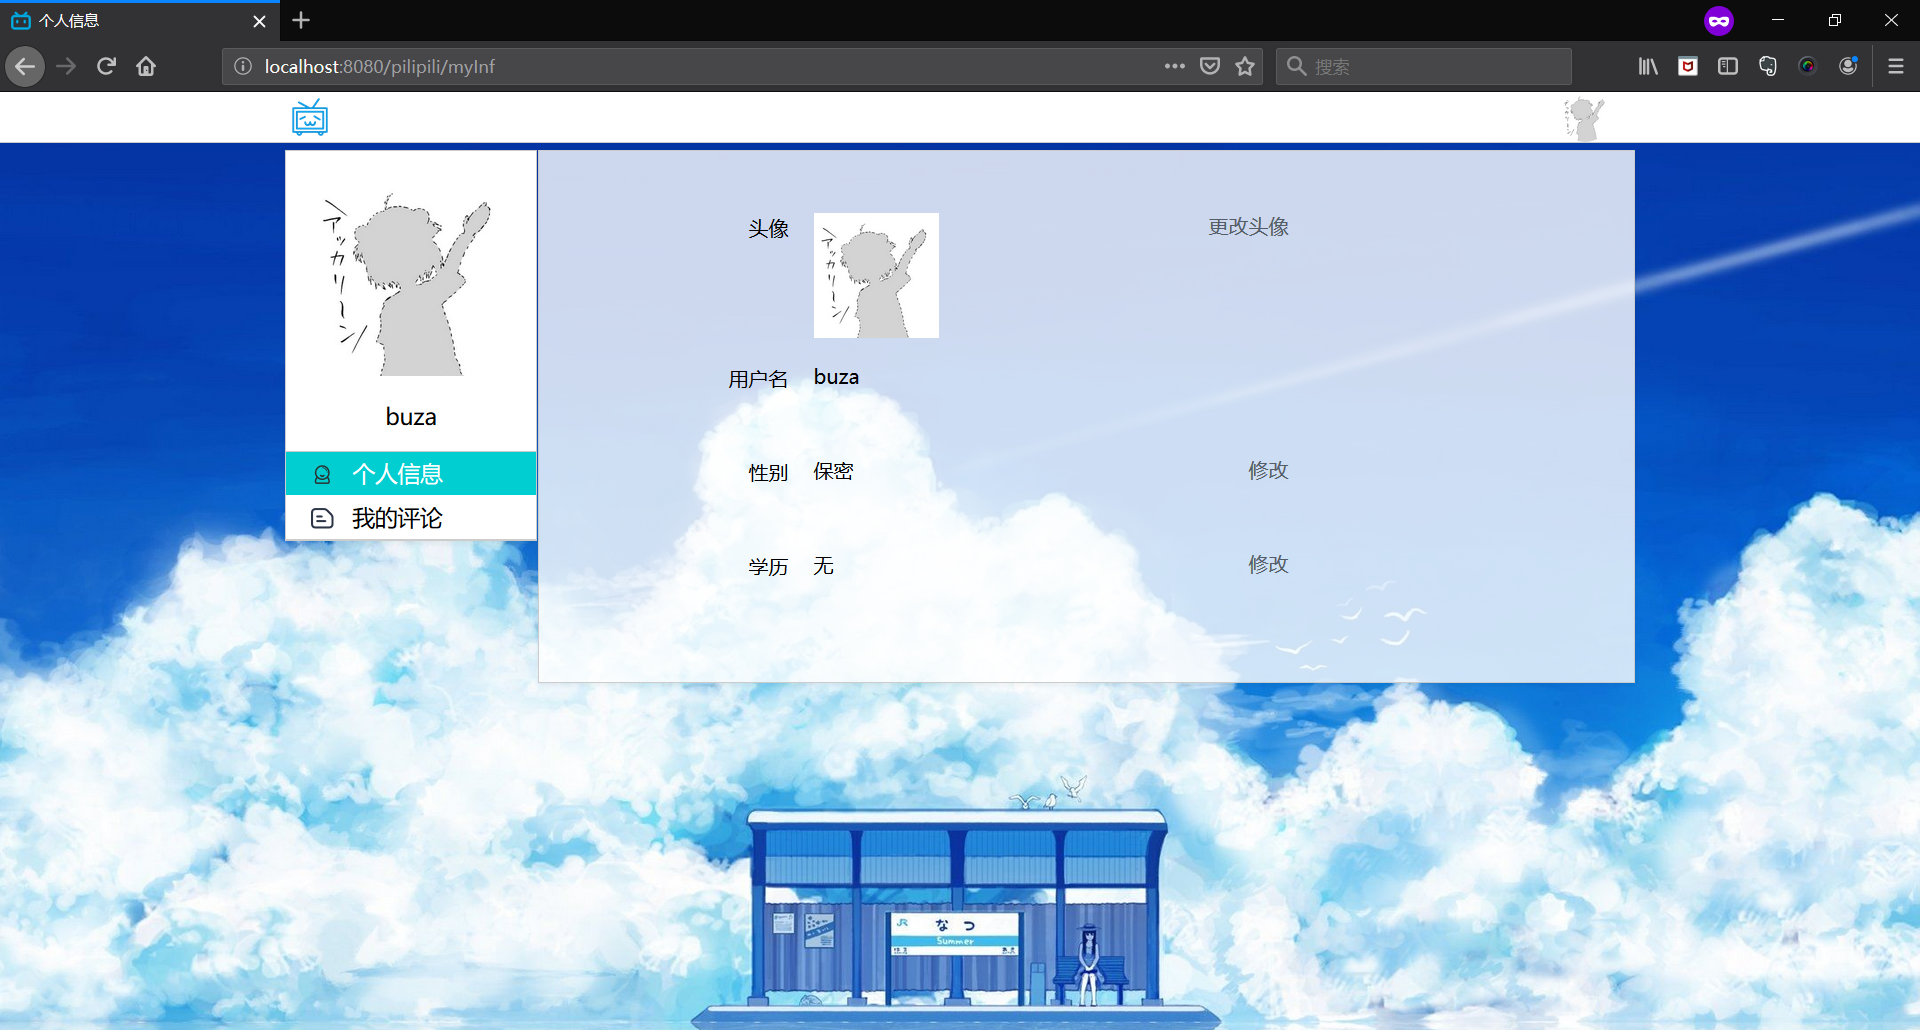 个人信息
localhost:8080/pilipili/myInf
搜索
アッカリ〜ン
buza
个人信息
我的评论
头像
アッカリ〜ン
更改头像
用户名 buza
性别 保密 修改
学历 无 修改
JR なつ
Summer